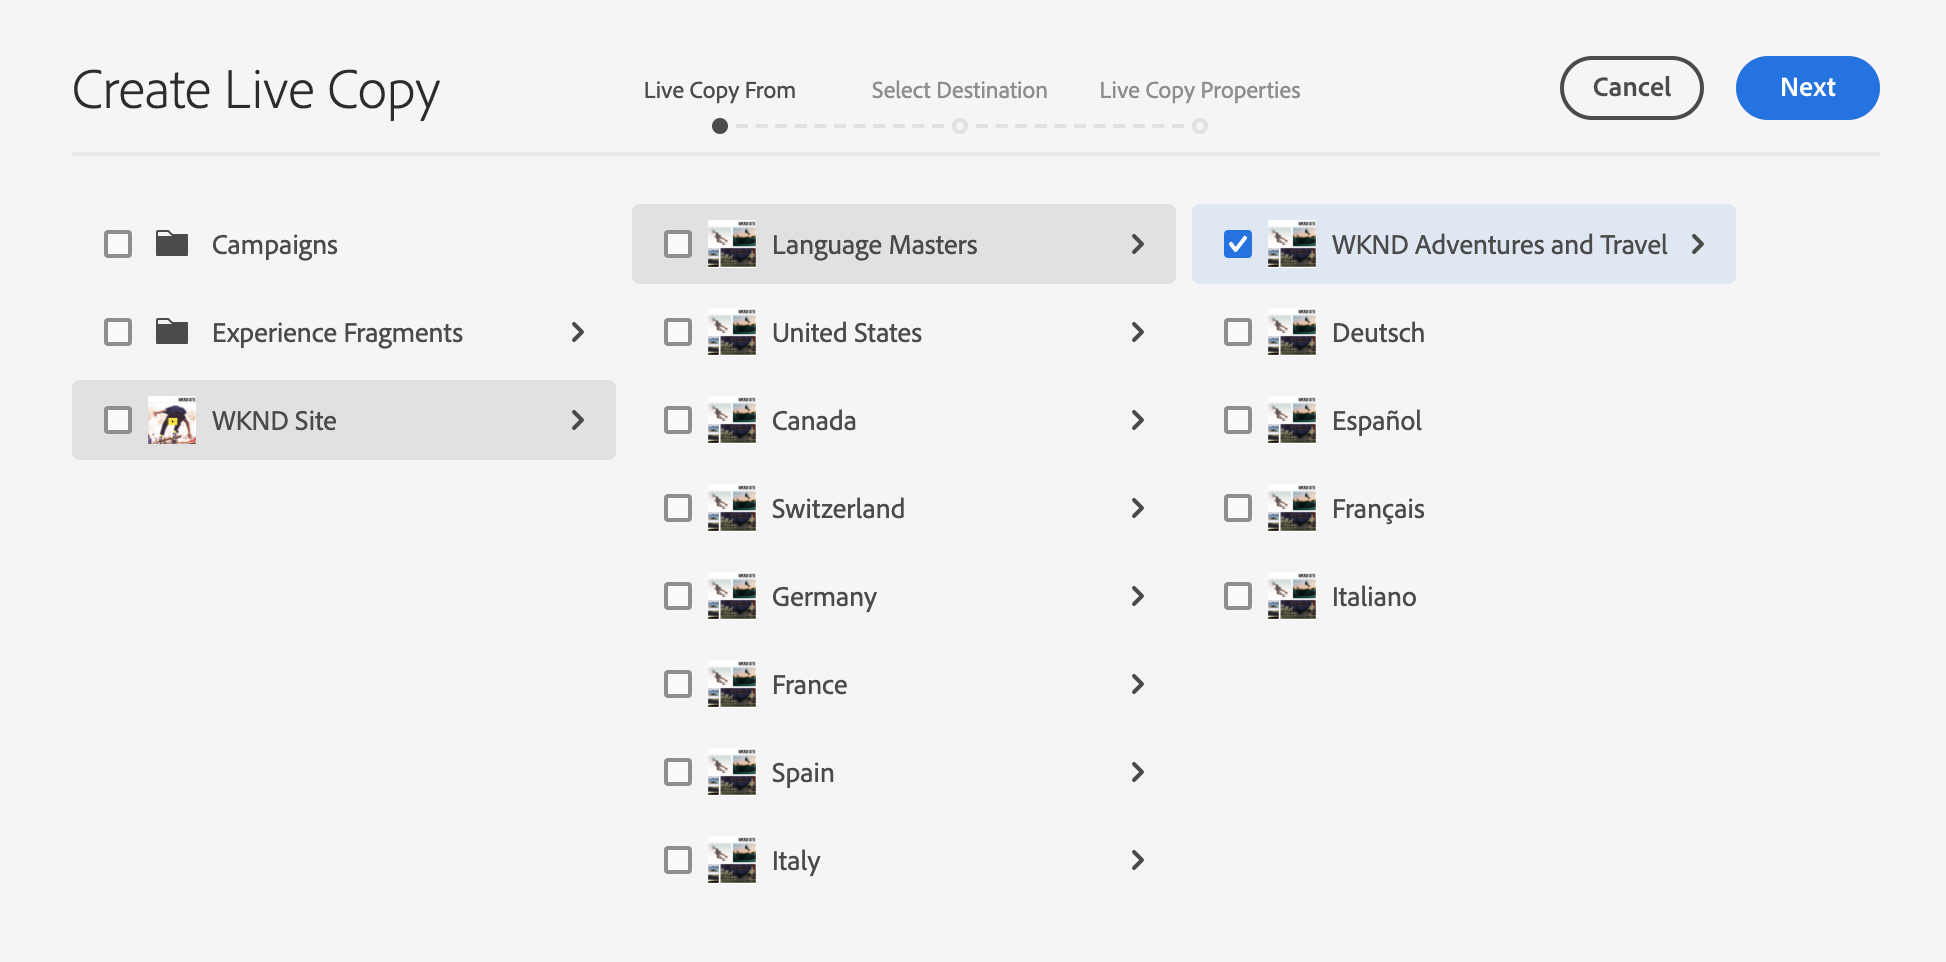 Create Live Copy
Live Copy From
Select Destination
Live Copy Properties
Cancel
Next
Campaigns
Experience Fragments
WKND Site
Language Masters
United States
Canada
Switzerland
Germany
France
Spain
Italy
WKND Adventures and Travel
Deutsch
Español
Français
Italiano